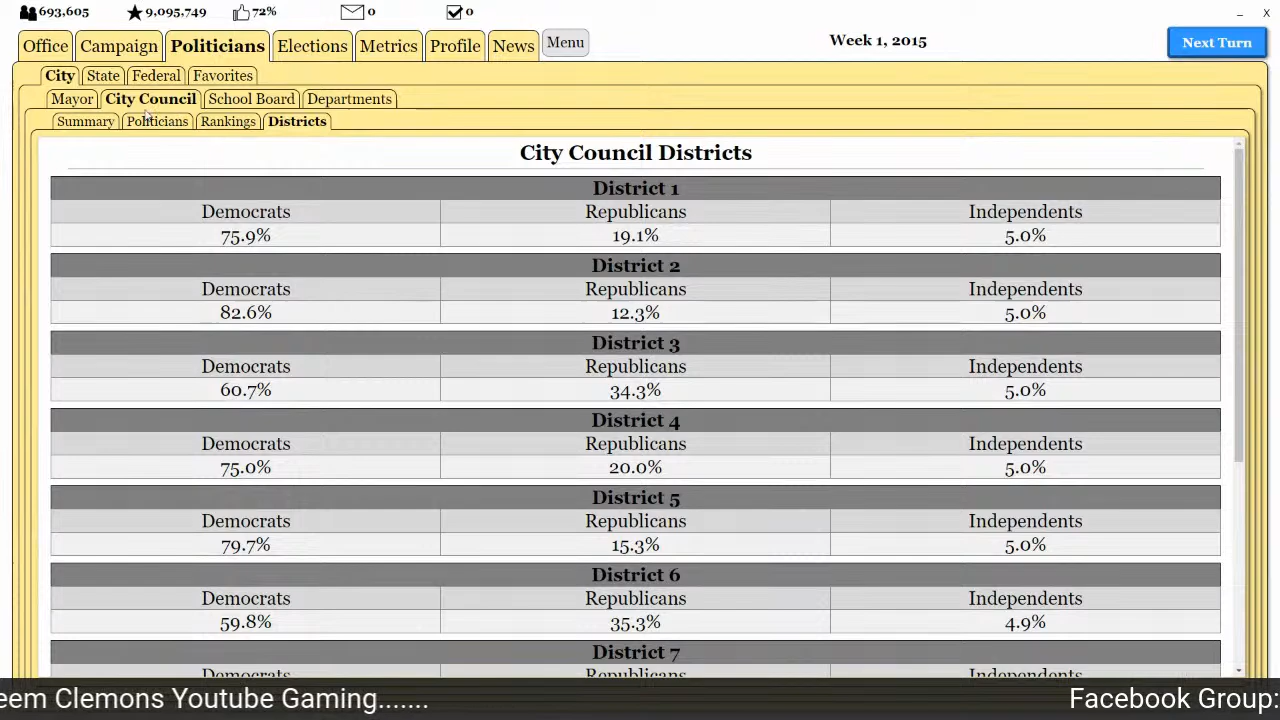 693,605 9,095,749 72% 0 0 _ X
Office Campaign Politicians Elections Metrics Profile News Menu Week 1, 2015 Next Turn
City State Federal Favorites
Mayor City Council School Board Departments
Summary Politicians Rankings Districts
City Council Districts
District 1
Democrats Republicans Independents
75.9% 19.1% 5.0%
District 2
Democrats Republicans Independents
82.6% 12.3% 5.0%
District 3
Democrats Republicans Independents
60.7% 34.3% 5.0%
District 4
Democrats Republicans Independents
75.0% 20.0% 5.0%
District 5
Democrats Republicans Independents
79.7% 15.3% 5.0%
District 6
Democrats Republicans Independents
59.8% 35.3% 4.9%
District 7
Democrats Republicans Independents
eem Clemons Youtube Gaming....... Facebook Group: